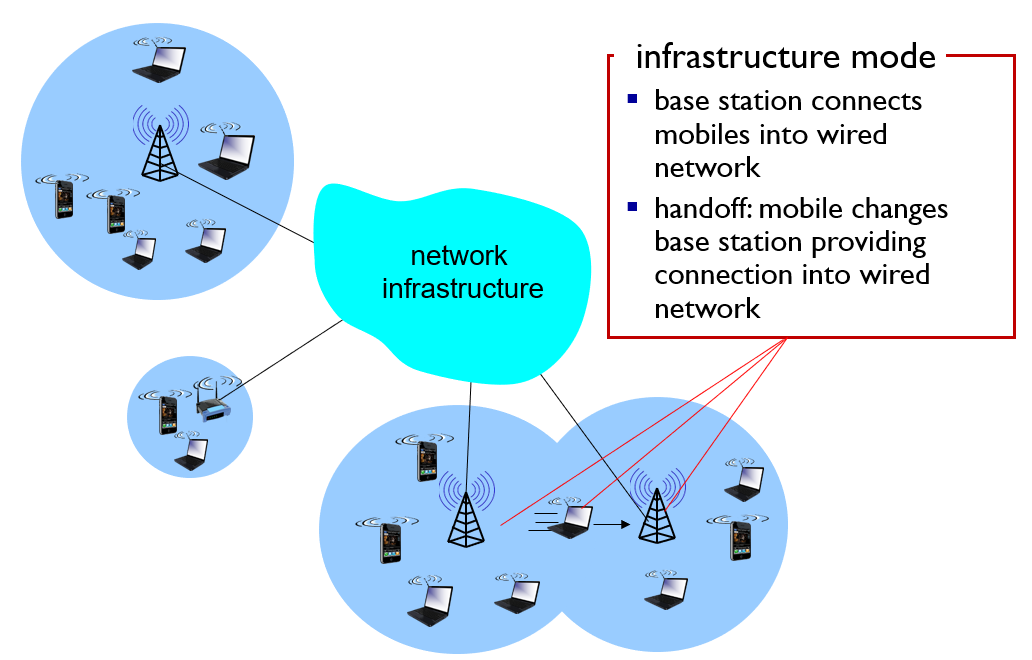 infrastructure mode
▪ base station connects
mobiles into wired
network
▪ handoff: mobile changes
base station providing
connection into wired
network
network
infrastructure